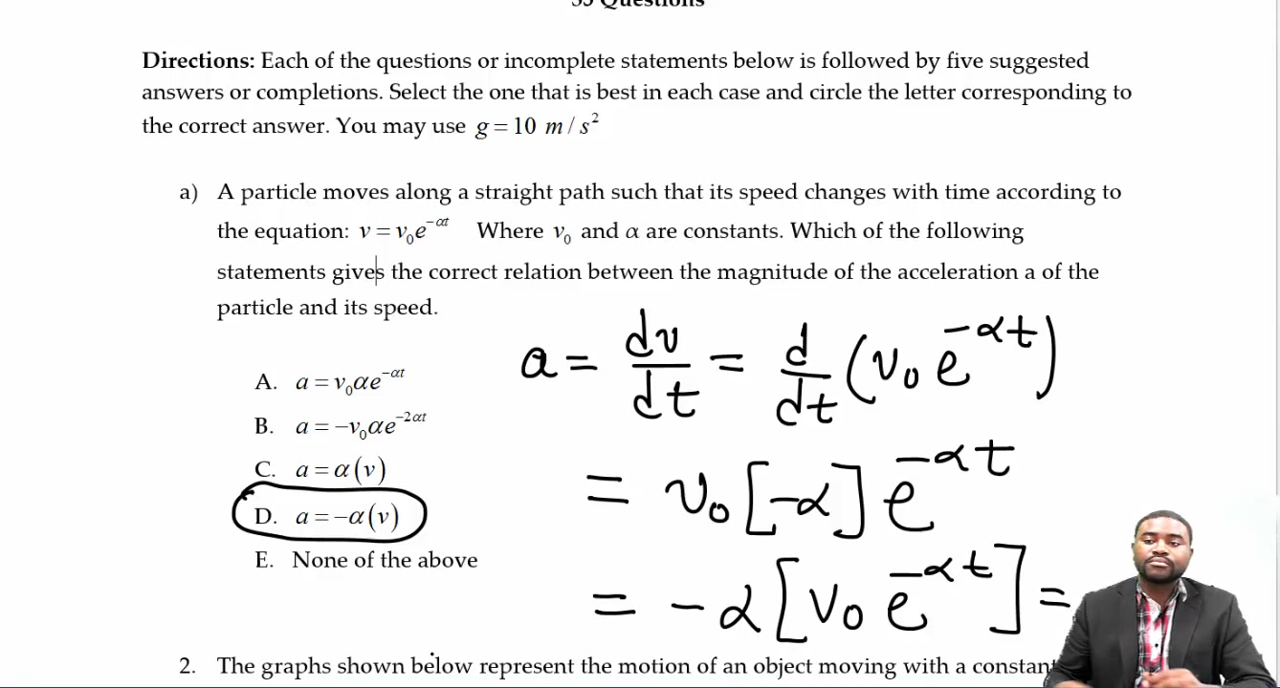 35 Questions
Directions: Each of the questions or incomplete statements below is followed by five suggested
answers or completions. Select the one that is best in each case and circle the letter corresponding to
the correct answer. You may use g = 10 m / s²
a) A particle moves along a straight path such that its speed changes with time according to
the equation: v = v₀e^(-αt) Where v₀ and α are constants. Which of the following
statements gives the correct relation between the magnitude of the acceleration a of the
particle and its speed.
a = dv/dt = d/dt (v₀ e^(-αt))
A. a = v₀αe^(-αt)
B. a = -v₀αe^(-2αt)
C. a = α(v)
= v₀[-α] e^(-αt)
D. a = -α(v)
E. None of the above
= -α[v₀ e^(-αt)] =
2. The graphs shown below represent the motion of an object moving with a constant